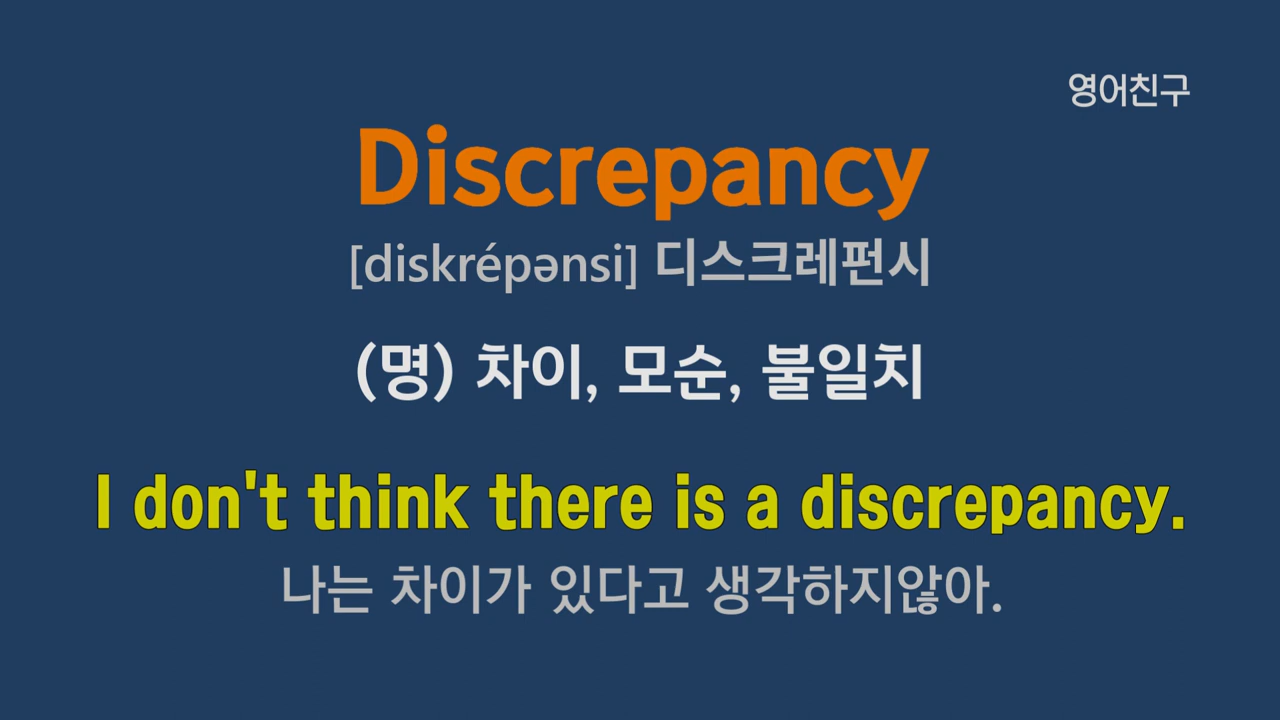 영어친구
Discrepancy
[diskrépənsi] 디스크레펀시
(명) 차이, 모순, 불일치
I don't think there is a discrepancy.
나는 차이가 있다고 생각하지않아.